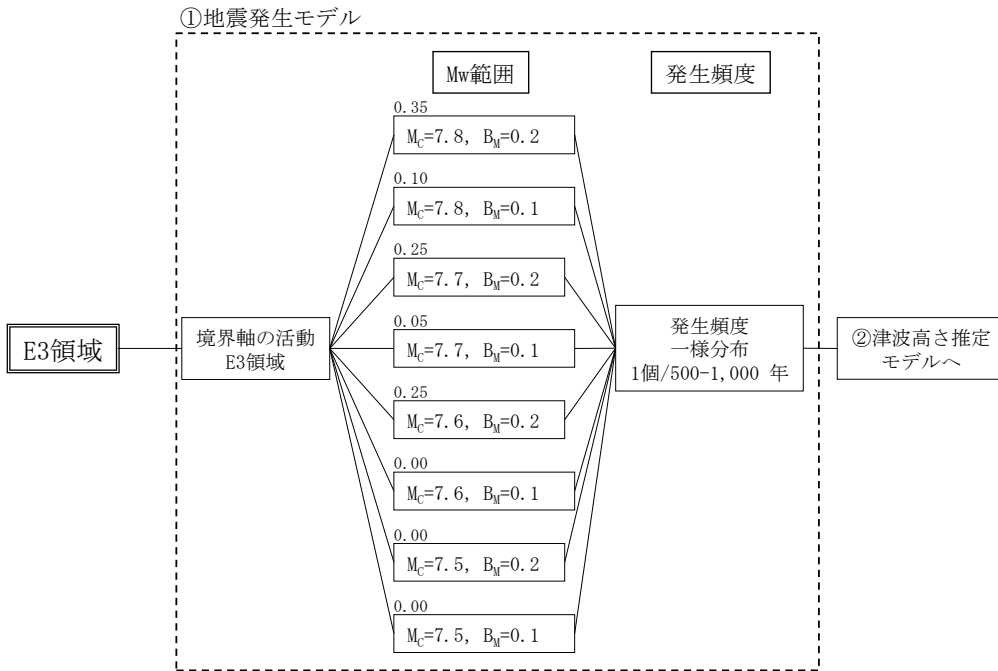 ①地震発生モデル
Mw範囲
発生頻度
0.35
M_C=7.8, B_M=0.2
0.10
M_C=7.8, B_M=0.1
0.25
M_C=7.7, B_M=0.2
0.05
M_C=7.7, B_M=0.1
0.25
M_C=7.6, B_M=0.2
0.00
M_C=7.6, B_M=0.1
0.00
M_C=7.5, B_M=0.2
0.00
M_C=7.5, B_M=0.1
E3領域
境界軸の活動
E3領域
発生頻度
一様分布
1個/500-1,000 年
②津波高さ推定
モデルへ